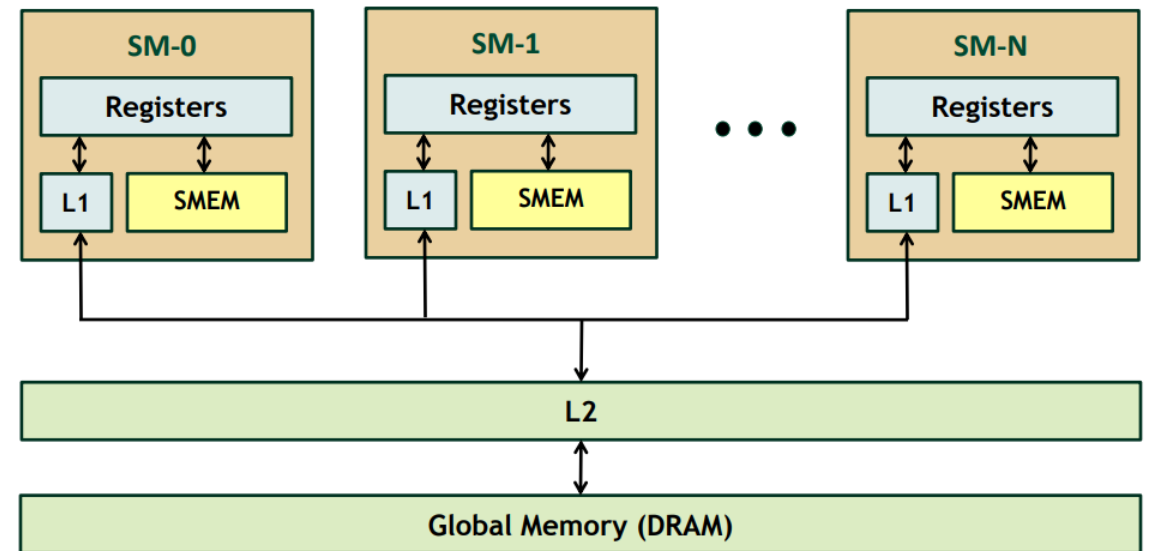 SM-0
Registers
L1
SMEM
SM-1
Registers
L1
SMEM
SM-N
Registers
L1
SMEM
L2
Global Memory (DRAM)